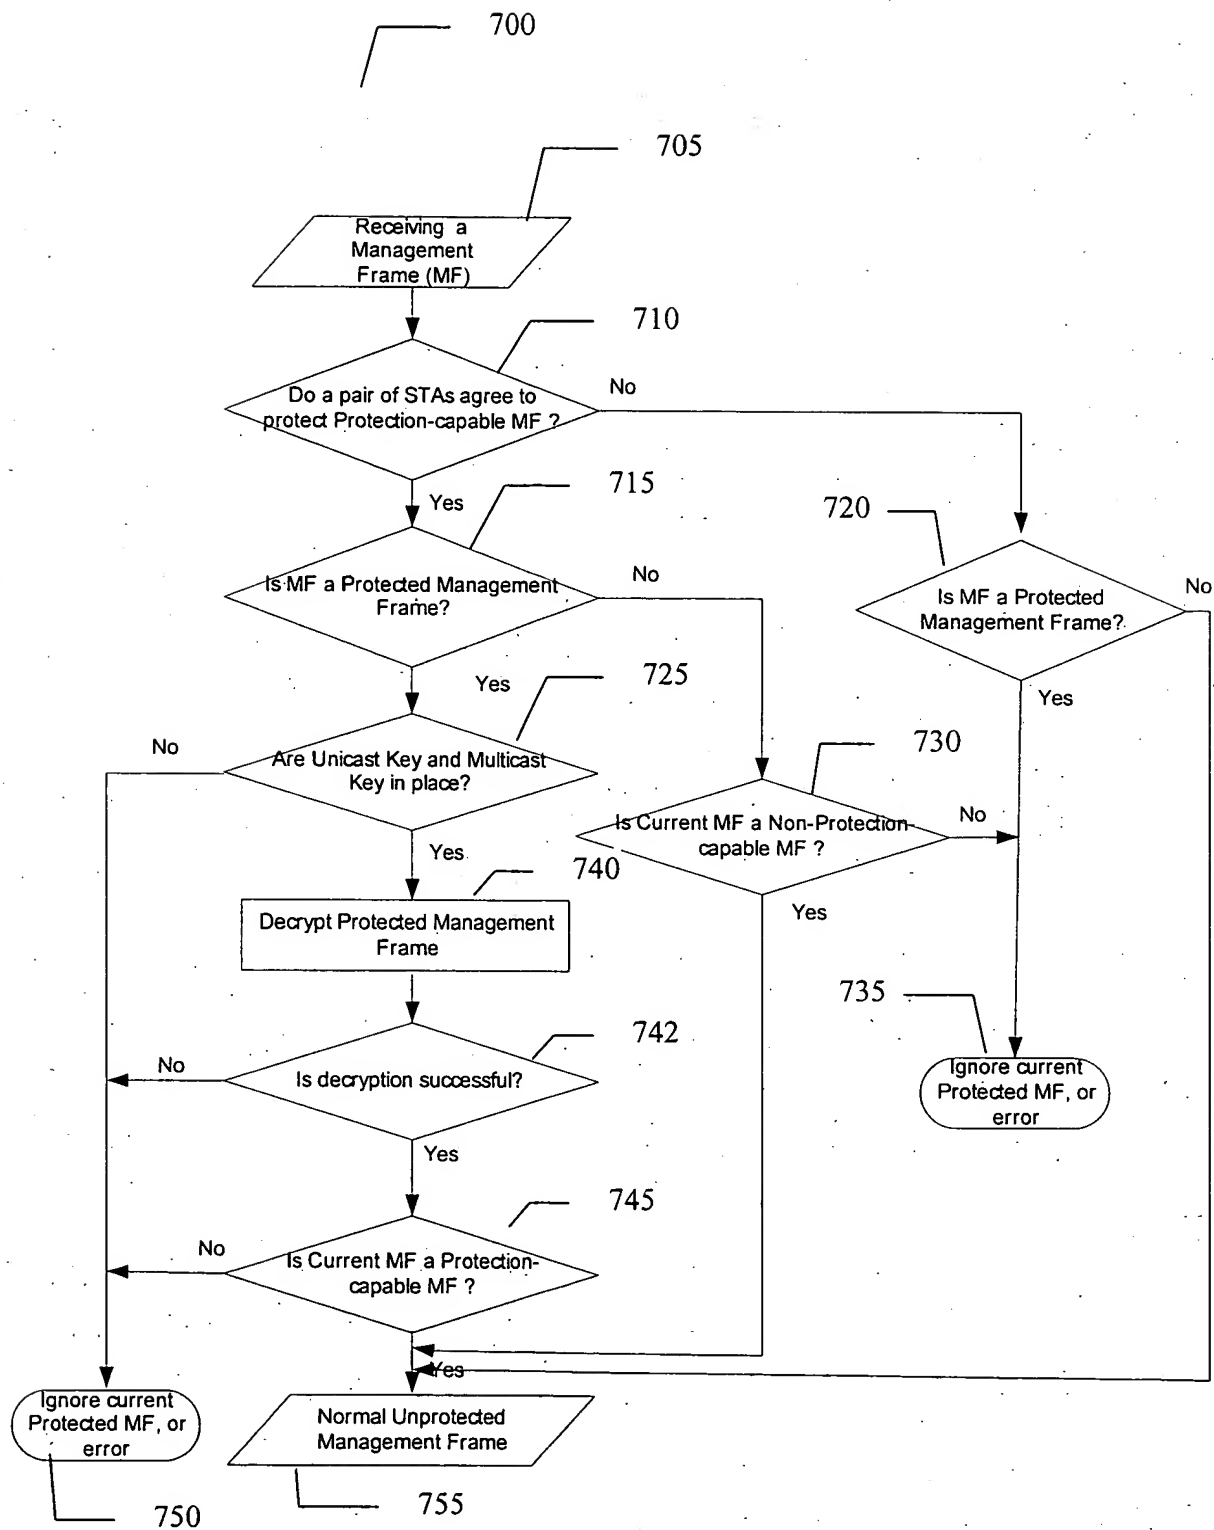 700
705
Receiving a
Management
Frame (MF)
710
Do a pair of STAs agree to
protect Protection-capable MF ?
No
Yes
715
720
Is MF a Protected Management
Frame?
No
Is MF a Protected
Management Frame?
No
Yes
725
Yes
No
Are Unicast Key and Multicast
Key in place?
730
Is Current MF a Non-Protection-
capable MF ?
No
Yes
740
Yes
Decrypt Protected Management
Frame
735
742
No
Is decryption successful?
Ignore current
Protected MF, or
error
Yes
745
No
Is Current MF a Protection-
capable MF ?
Yes
Ignore current
Protected MF, or
error
Normal Unprotected
Management Frame
750
755